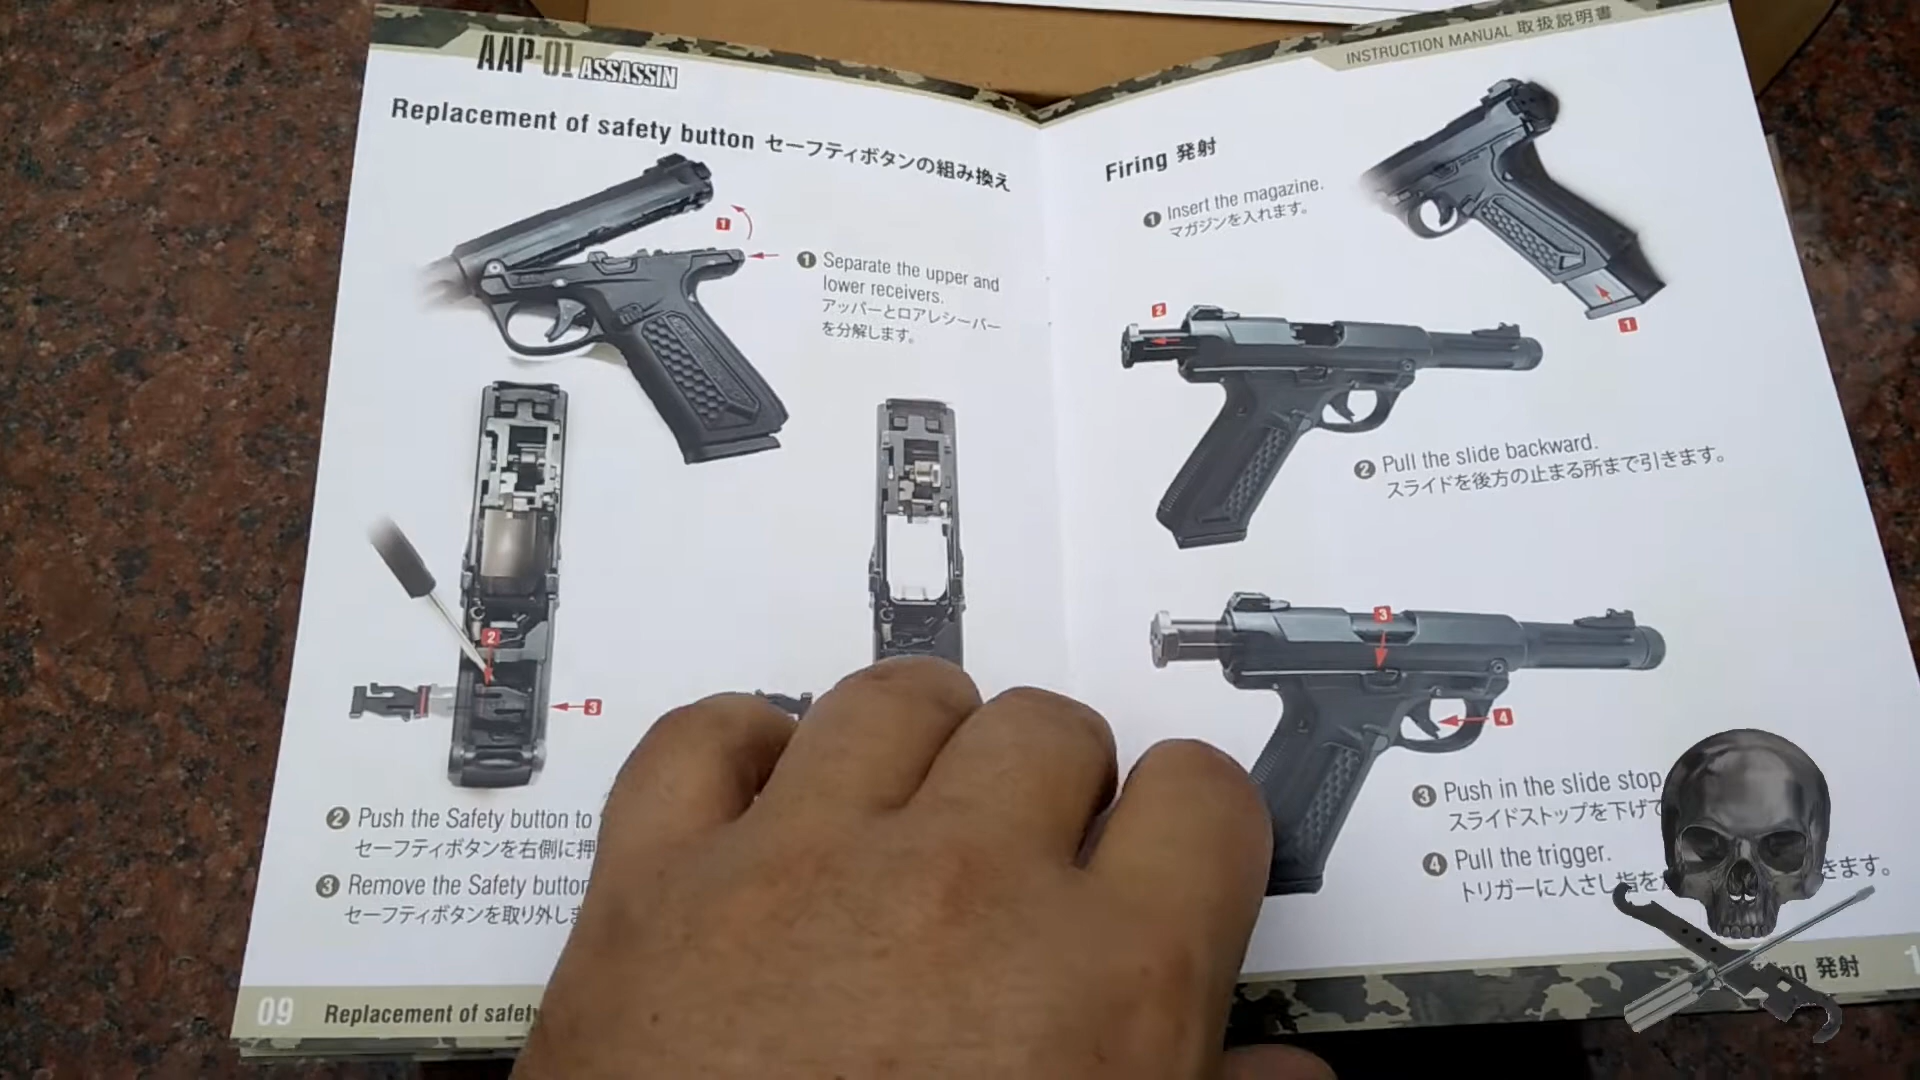 AAP-01 ASSASSIN
Replacement of safety button セーフティボタンの組み換え
1
1 Separate the upper and
lower receivers.
アッパーとロアレシーバー
を分解します。
2
3
2 Push the Safety button to
セーフティボタンを右側に押
3 Remove the Safety button
セーフティボタンを取り外しま
09 Replacement of safety
INSTRUCTION MANUAL 取扱説明書
Firing 発射
1 Insert the magazine.
マガジンを入れます。
1
2
2 Pull the slide backward.
スライドを後方の止まる所まで引きます。
3
4
3 Push in the slide stop
スライドストップを下げて
4 Pull the trigger.
トリガーに人さし指をか きます。
発射